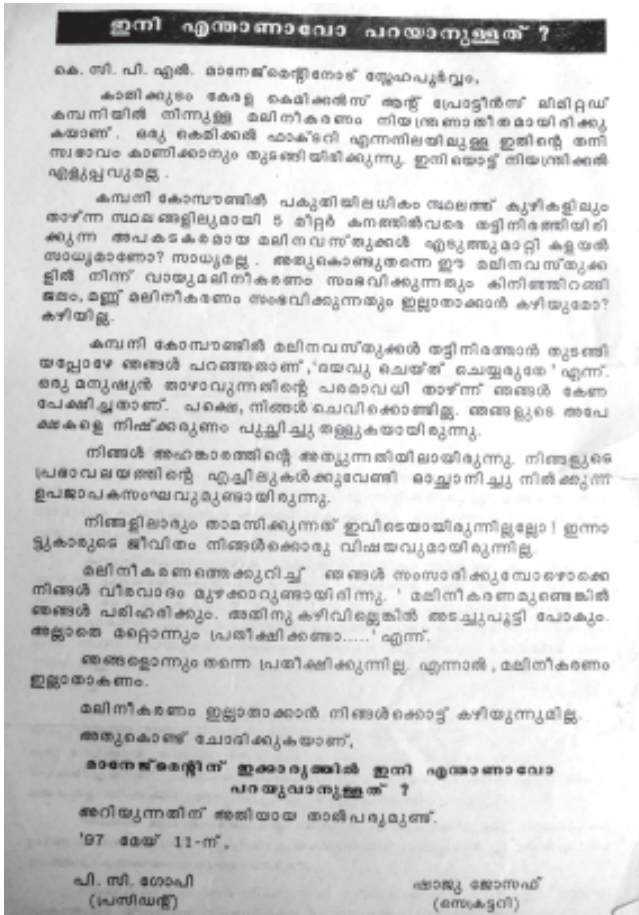 ഇനി എന്താണാവോ പറയാനുള്ളത് ?
കെ. സി. പി. എൽ. മാനേജ്മെന്റിനോട് സ്നേഹപൂർവ്വം,
കാതിക്കുടം കേരള കെമിക്കൽസ് ആന്റ് പ്രോട്ടീൻസ് ലിമിറ്റഡ്
കമ്പനിയിൽ നിന്നുള്ള മലിനീകരണം നിയന്ത്രണാതീതമായിരിക്കു
കയാണ്. ഒരു കെമിക്കൽ ഫാക്ടറി എന്നനിലയിലുള്ള ഇതിന്റെ തനി
സ്വഭാവം കാണിക്കാനും തുടങ്ങിയിരിക്കുന്നു. ഇനിയൊട്ട് നിയന്ത്രിക്കൽ
എളുപ്പവുമല്ല .
കമ്പനി കോമ്പൗണ്ടിൽ പകുതിയിലധികം സ്ഥലത്ത് കുഴികളിലും
താഴ്ന്ന സ്ഥലങ്ങളിലുമായി 5 മീറ്റർ കനത്തിൽവരെ തട്ടിനിരത്തിയിരി
ക്കുന്ന അപകടകരമായ മലിനവസ്തുക്കൾ എടുത്തുമാറ്റി കളയൽ
സാധ്യമാണോ? സാധ്യമല്ല . അതുകൊണ്ടുതന്നെ ഈ മലിനവസ്തുക്ക
ളിൽ നിന്ന് വായുമലിനീകരണം സംഭവിക്കുന്നതും കിനിഞ്ഞിറങ്ങി
ജലം, മണ്ണ് മലിനീകരണം സംഭവിക്കുന്നതും ഇല്ലാതാക്കാൻ കഴിയുമോ?
കഴിയില്ല.
കമ്പനി കോമ്പൗണ്ടിൽ മലിനവസ്തുക്കൾ തട്ടിനിരത്താൻ തുടങ്ങി
യപ്പോഴേ ഞങ്ങൾ പറഞ്ഞതാണ്,'ദയവു ചെയ്ത് ചെയ്യരുതേ' എന്ന്.
ഒരു മനുഷ്യൻ താഴാവുന്നതിന്റെ പരമാവധി താഴ്ന്ന് ഞങ്ങൾ കേണ
പേക്ഷിച്ചതാണ്. പക്ഷെ, നിങ്ങൾ ചെവിക്കൊണ്ടില്ല. ഞങ്ങളുടെ അപേ
ക്ഷകളെ നിഷ്ക്കരുണം പുച്ഛിച്ചു തള്ളുകയായിരുന്നു.
നിങ്ങൾ അഹങ്കാരത്തിന്റെ അത്യുന്നതിയിലായിരുന്നു. നിങ്ങളുടെ
പ്രഭാവലയത്തിന്റെ എച്ചിലുകൾക്കുവേണ്ടി ഓച്ഛാനിച്ചു നിൽക്കുന്ന
ഉപജാപകസംഘവുമുണ്ടായിരുന്നു.
നിങ്ങളിലാരും താമസിക്കുന്നത് ഇവിടെയായിരുന്നില്ലല്ലോ! ഇന്നാ
ട്ടുകാരുടെ ജീവിതം നിങ്ങൾക്കൊരു വിഷയവുമായിരുന്നില്ല.
മലിനീകരണത്തെക്കുറിച്ച് ഞങ്ങൾ സംസാരിക്കുമ്പോഴൊക്കെ
നിങ്ങൾ വീരവാദം മുഴക്കാറുണ്ടായിരുന്നു. ' മലിനീകരണമുണ്ടെങ്കിൽ
ഞങ്ങൾ പരിഹരിക്കും. അതിനു കഴിവില്ലെങ്കിൽ അടച്ചുപൂട്ടി പോകും.
അല്ലാതെ മറ്റൊന്നും പ്രതീക്ഷിക്കണ്ടാ.....' എന്ന്.
ഞങ്ങളൊന്നും തന്നെ പ്രതീക്ഷിക്കുന്നില്ല. എന്നാൽ, മലിനീകരണം
ഇല്ലാതാകണം.
മലിനീകരണം ഇല്ലാതാക്കാൻ നിങ്ങൾക്കൊട്ട് കഴിയുന്നുമില്ല.
അതുകൊണ്ട് ചോദിക്കുകയാണ്,
മാനേജ്മെന്റിന് ഇക്കാര്യത്തിൽ ഇനി എന്താണാവോ
പറയുവാനുള്ളത് ?
അറിയുന്നതിന് അതിയായ താൽപര്യമുണ്ട്.
'97 മേയ് 11-ന്,
പി. സി. ഗോപി
(പ്രസിഡന്റ്)
ഷാജു ജോസഫ്
(സെക്രട്ടറി)